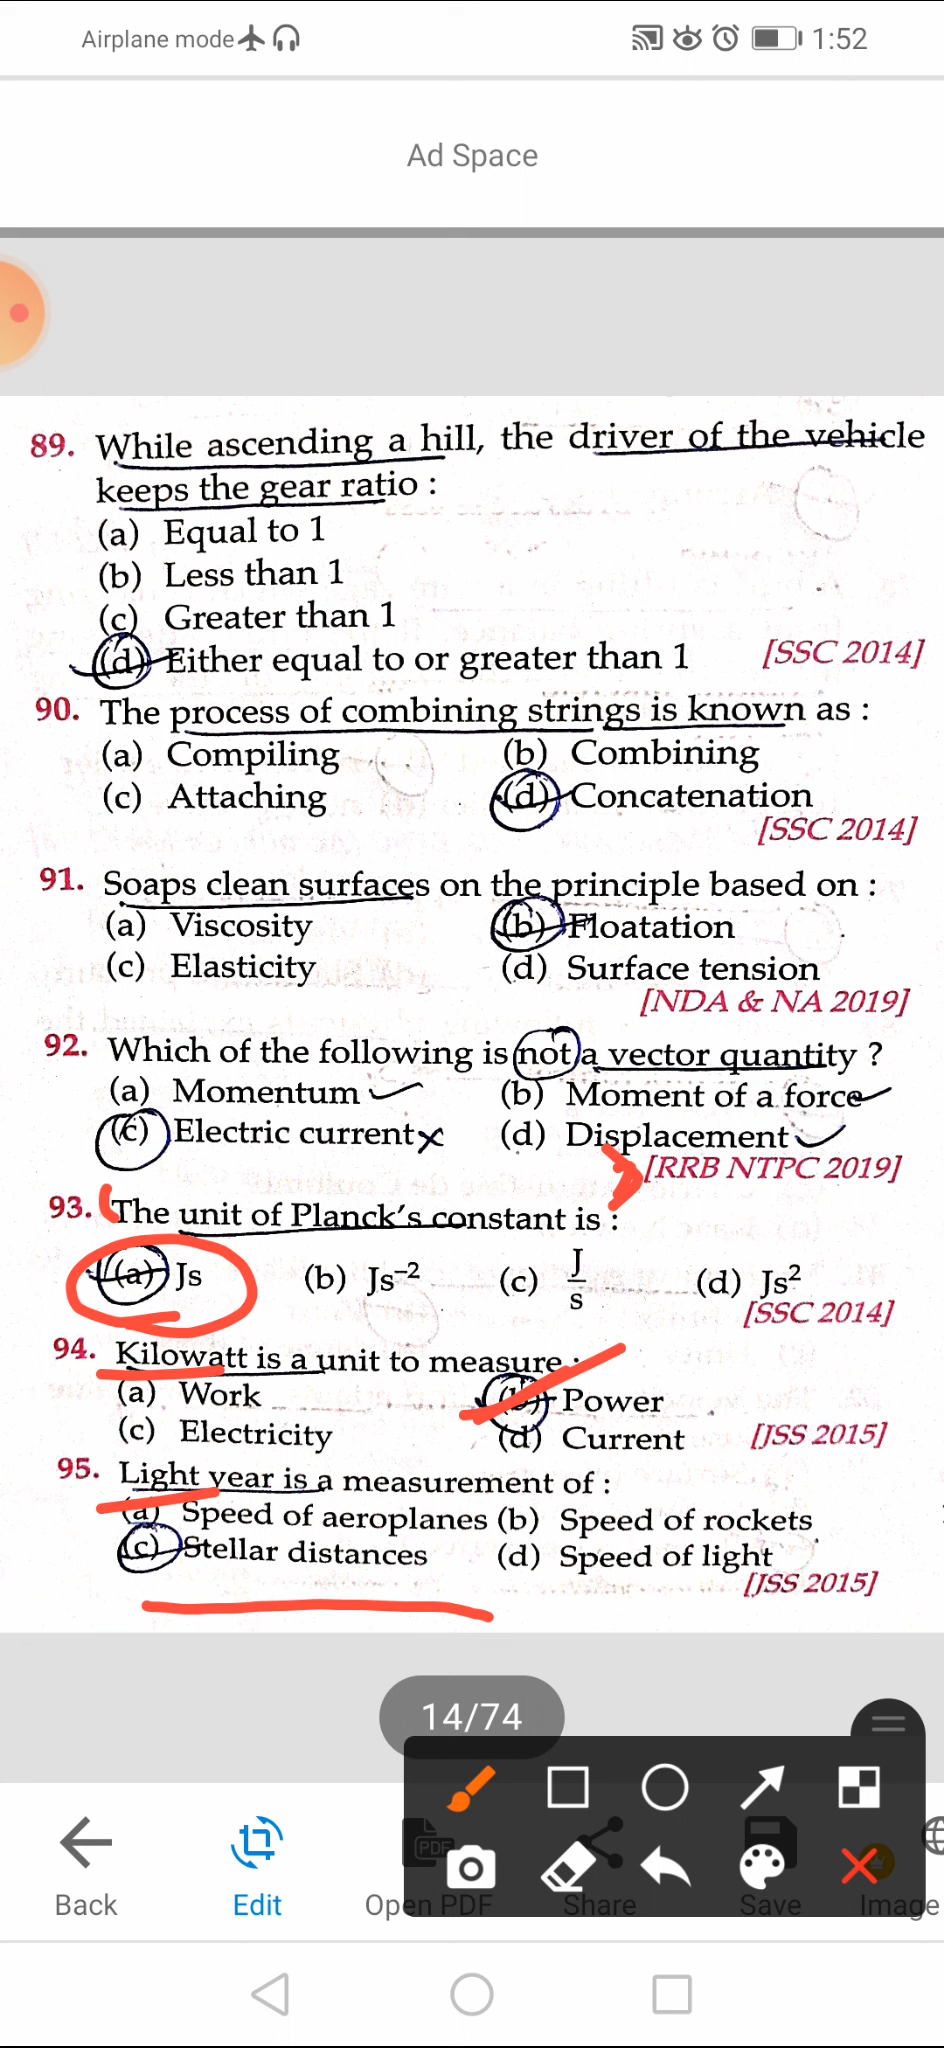 Airplane mode 1:52
Ad Space
89. While ascending a hill, the driver of the vehicle
keeps the gear ratio :
(a) Equal to 1
(b) Less than 1
(c) Greater than 1
(d) Either equal to or greater than 1 [SSC 2014]
90. The process of combining strings is known as :
(a) Compiling (b) Combining
(c) Attaching (d) Concatenation
[SSC 2014]
91. Soaps clean surfaces on the principle based on :
(a) Viscosity (b) Floatation
(c) Elasticity (d) Surface tension
[NDA & NA 2019]
92. Which of the following is not a vector quantity ?
(a) Momentum (b) Moment of a force
(c) Electric current (d) Displacement
[RRB NTPC 2019]
93. The unit of Planck's constant is :
(a) Js (b) Js⁻² (c) J/s (d) Js²
[SSC 2014]
94. Kilowatt is a unit to measure :
(a) Work (b) Power
(c) Electricity (d) Current [JSS 2015]
95. Light year is a measurement of :
(a) Speed of aeroplanes (b) Speed of rockets
(c) Stellar distances (d) Speed of light
[JSS 2015]
14/74
PDF
Back Edit Open PDF Share Save Image